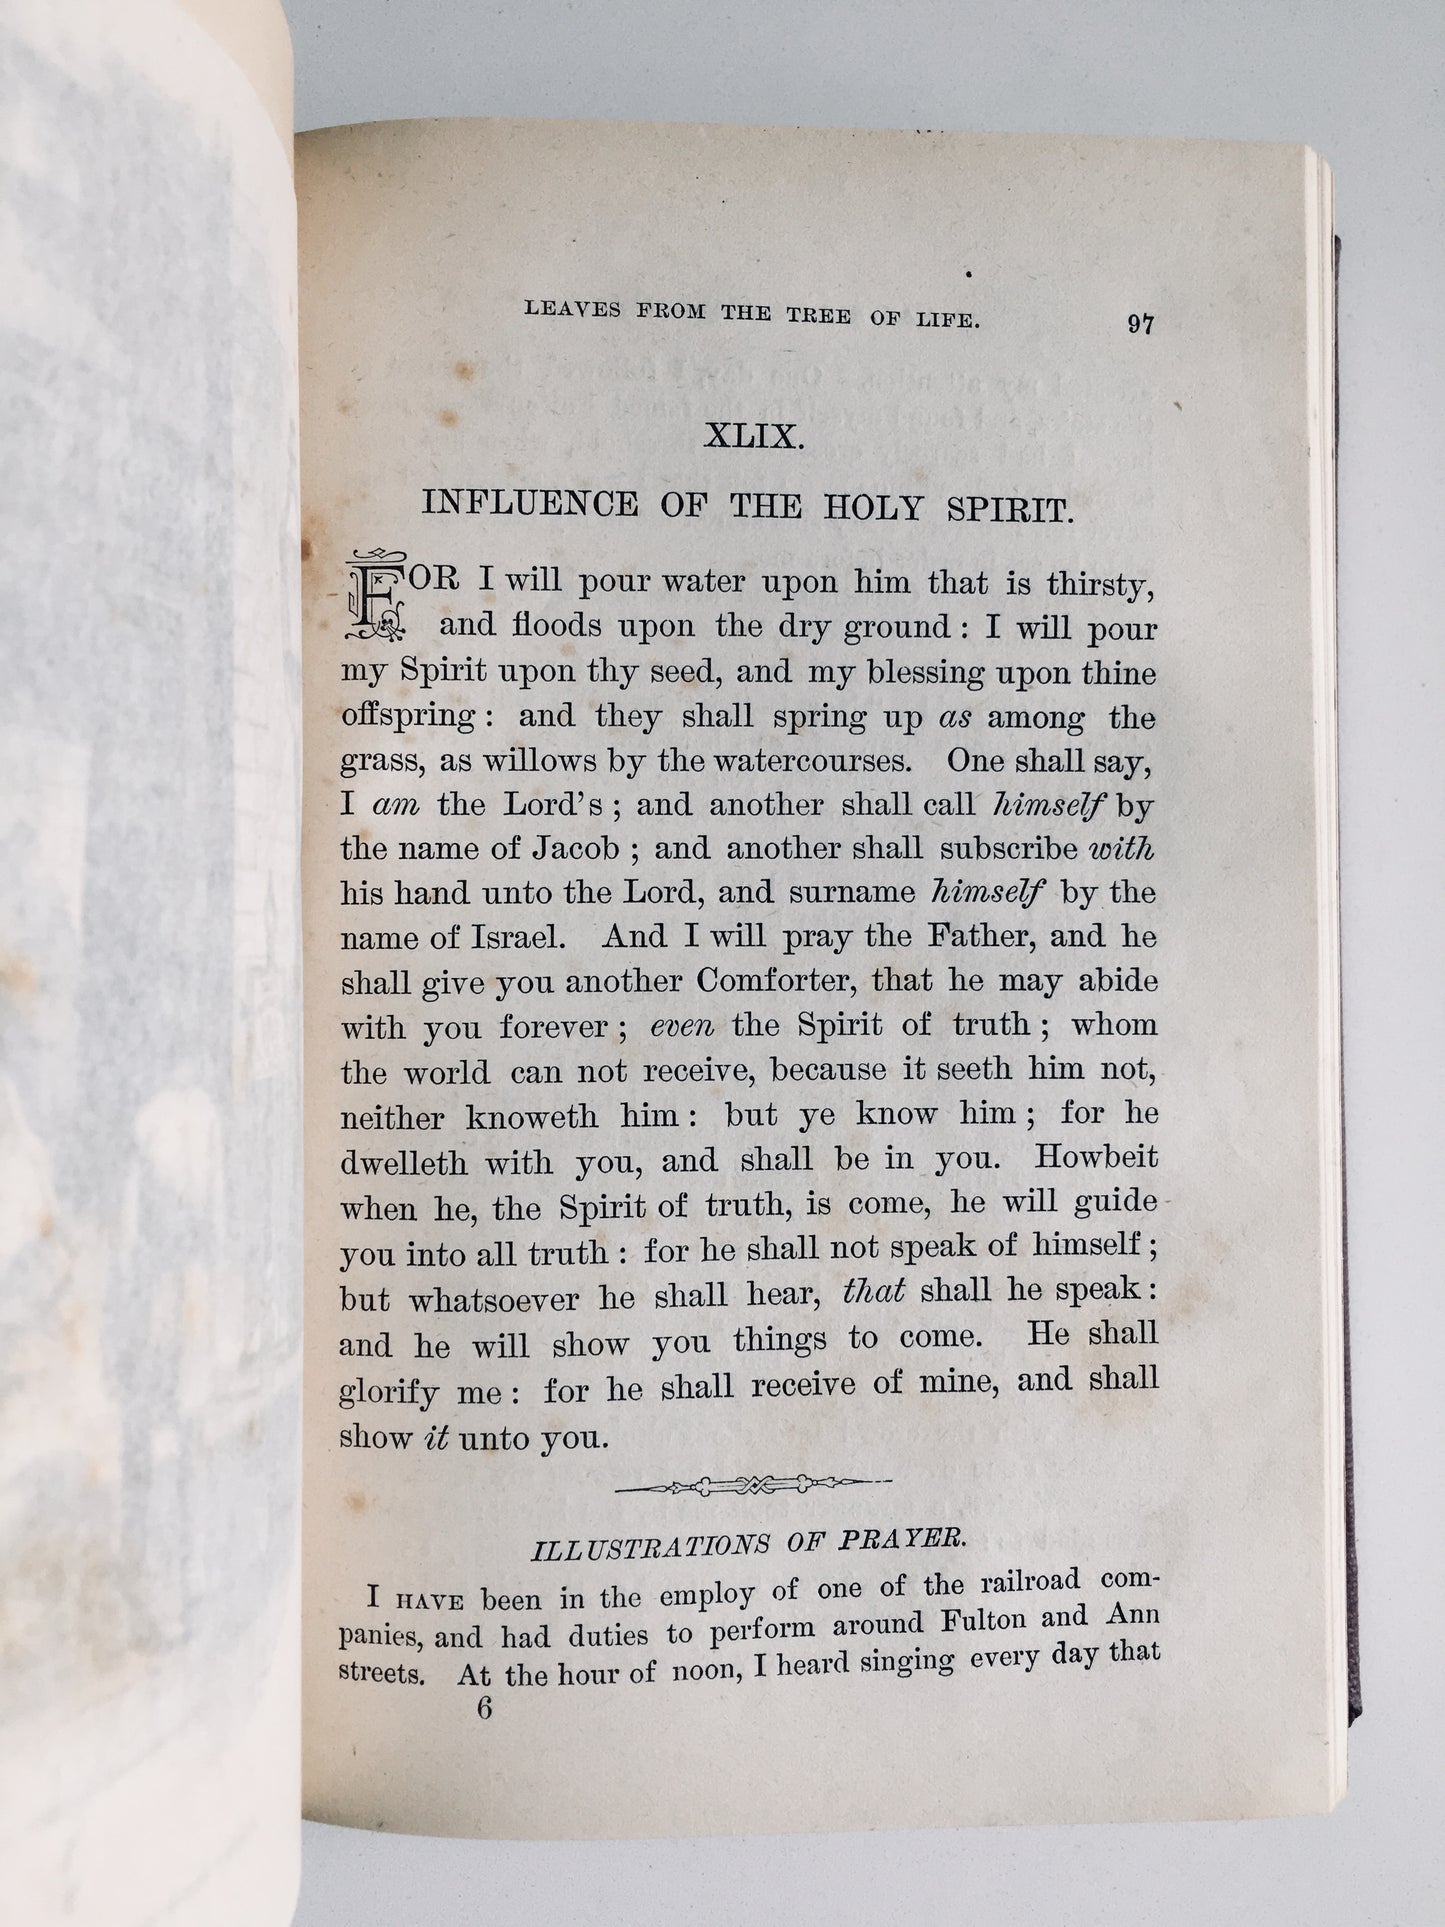 LEAVES FROM THE TREE OF LIFE. 97
XLIX.
INFLUENCE OF THE HOLY SPIRIT.
FOR I will pour water upon him that is thirsty,
and floods upon the dry ground : I will pour
my Spirit upon thy seed, and my blessing upon thine
offspring : and they shall spring up as among the
grass, as willows by the watercourses. One shall say,
I am the Lord's ; and another shall call himself by
the name of Jacob ; and another shall subscribe with
his hand unto the Lord, and surname himself by the
name of Israel. And I will pray the Father, and he
shall give you another Comforter, that he may abide
with you forever ; even the Spirit of truth ; whom
the world can not receive, because it seeth him not,
neither knoweth him : but ye know him ; for he
dwelleth with you, and shall be in you. Howbeit
when he, the Spirit of truth, is come, he will guide
you into all truth : for he shall not speak of himself ;
but whatsoever he shall hear, that shall he speak :
and he will show you things to come. He shall
glorify me : for he shall receive of mine, and shall
show it unto you.
ILLUSTRATIONS OF PRAYER.
I HAVE been in the employ of one of the railroad com-
panies, and had duties to perform around Fulton and Ann
streets. At the hour of noon, I heard singing every day that
6